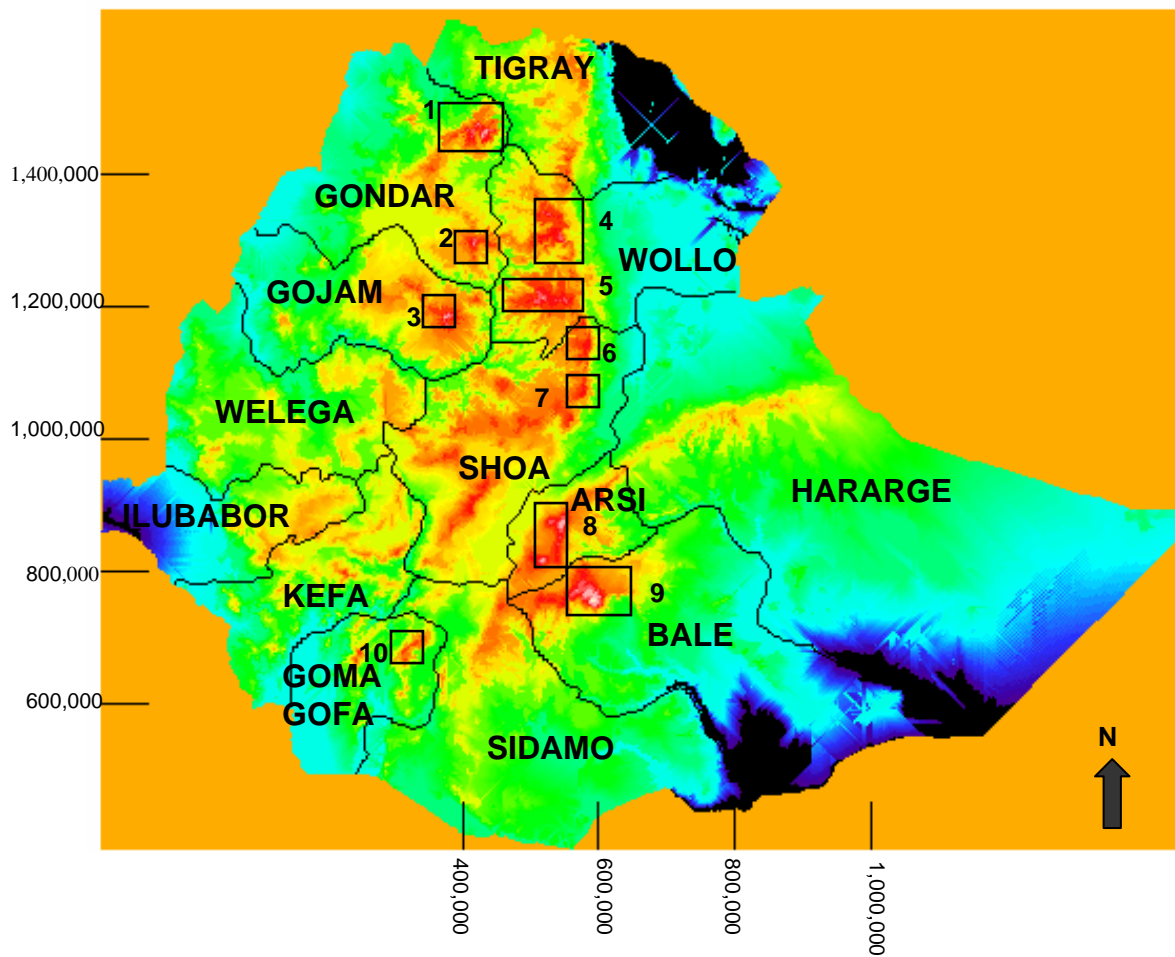 TIGRAY
1
1,400,000
GONDAR
4
2
WOLLO
5
GOJAM
1,200,000
3
6
7
WELEGA
1,000,000
SHOA
HARARGE
ARSI
ILUBABOR
8
800,000
KEFA
9
BALE
10
GOMA
GOFA
600,000
SIDAMO
N
400,000
600,000
800,000
1,000,000